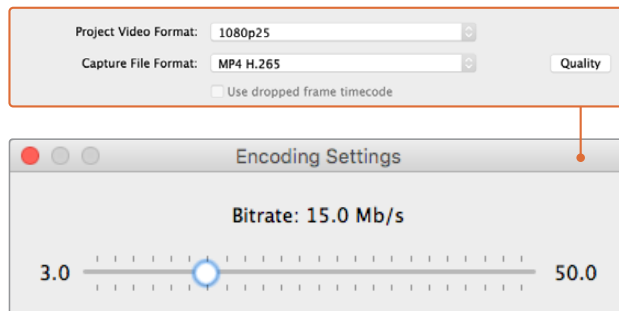 Project Video Format: 1080p25
Capture File Format: MP4 H.265 Quality
Use dropped frame timecode
Encoding Settings
Bitrate: 15.0 Mb/s
3.0 50.0